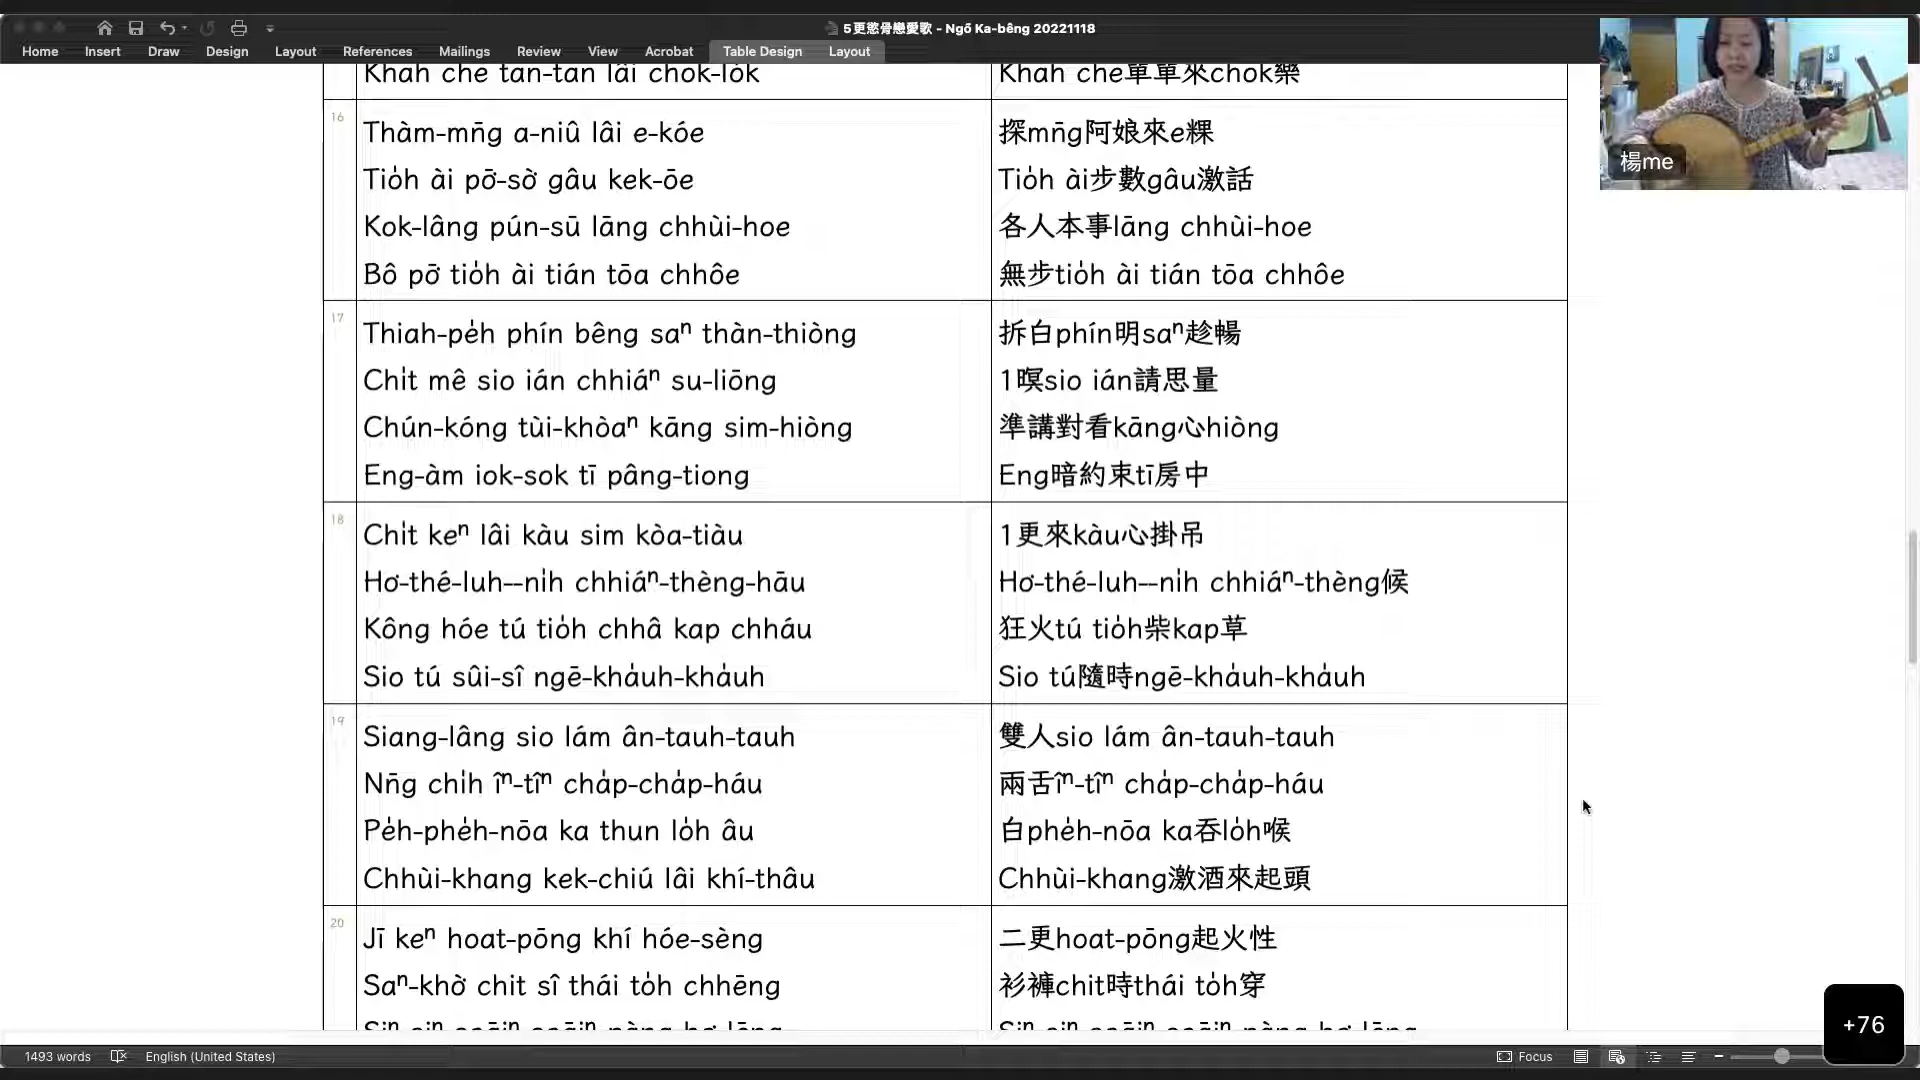 5更慾骨戀愛歌 - Ngô͘ Ka-bêng 20221118
Home Insert Draw Design Layout References Mailings Review View Acrobat Table Design Layout
Khah che tan-tan lâi chok-lo̍k
Khah che單單來chok樂
16
Thàm-mn̄g a-niû lâi e-kóe
探mn̄g阿娘來e粿
Tio̍h ài pō͘-sò͘ gâu kek-ōe
Tio̍h ài步數gâu激話
Kok-lâng pún-sū lāng chhùi-hoe
各人本事lāng chhùi-hoe
Bô pō͘ tio̍h ài tián tōa chhôe
無步tio̍h ài tián tōa chhôe
17
Thiah-pe̍h phín bêng saⁿ thàn-thiòng
拆白phín明saⁿ趁暢
Chi̍t mê sio ián chhiáⁿ su-liōng
1暝sio ián請思量
Chún-kóng tùi-khòaⁿ kāng sim-hiòng
準講對看kāng心hiòng
Eng-àm iok-sok tī pâng-tiong
Eng暗約束tī房中
18
Chi̍t keⁿ lâi kàu sim kòa-tiàu
1更來kàu心掛吊
Ho͘-thé-luh--ni̍h chhiáⁿ-thèng-hāu
Ho͘-thé-luh--ni̍h chhiáⁿ-thèng候
Kông hóe tú tio̍h chhâ kap chháu
狂火tú tio̍h柴kap草
Sio tú sûi-sî ngē-kha̍uh-kha̍uh
Sio tú隨時ngē-kha̍uh-kha̍uh
19
Siang-lâng sio lám ân-tauh-tauh
雙人sio lám ân-tauh-tauh
Nn̄g chi̍h îⁿ-tîⁿ cha̍p-cha̍p-háu
兩舌îⁿ-tîⁿ cha̍p-cha̍p-háu
Pe̍h-phe̍h-nōa ka thun lo̍h âu
白phe̍h-nōa ka吞lo̍h喉
Chhùi-khang kek-chiú lâi khí-thâu
Chhùi-khang激酒來起頭
20
Jī keⁿ hoat-pōng khí hóe-sèng
二更hoat-pōng起火性
Saⁿ-khò͘ chit sî thái to̍h chhēng
衫褲chit時thái to̍h穿
楊me
+76
1493 words English (United States) Focus